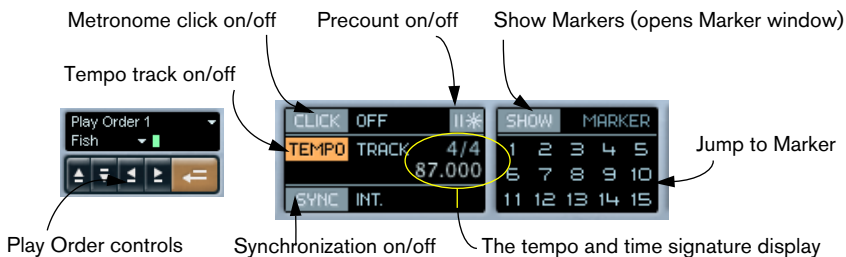 Metronome click on/off
Precount on/off
Show Markers (opens Marker window)
Tempo track on/off
Play Order 1
Fish
CLICK OFF
TEMPO TRACK 4/4
87.000
SYNC INT.
SHOW MARKER
1 2 3 4 5
6 7 8 9 10
11 12 13 14 15
Jump to Marker
Play Order controls
Synchronization on/off
The tempo and time signature display